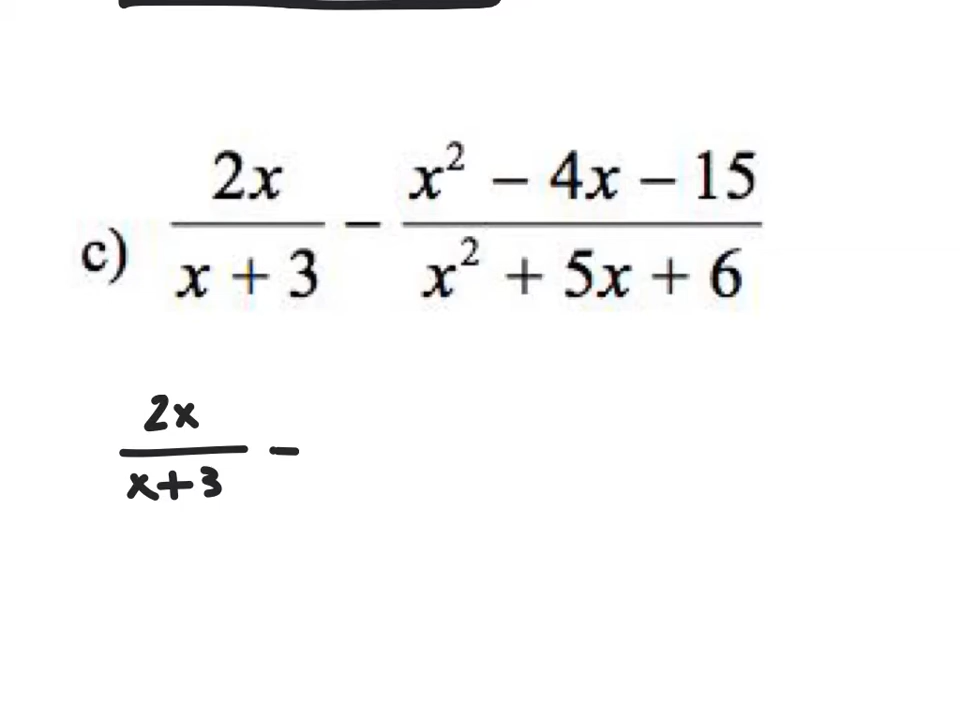 c) 2x / x + 3 − x² − 4x − 15 / x² + 5x + 6
2x / x+3 −